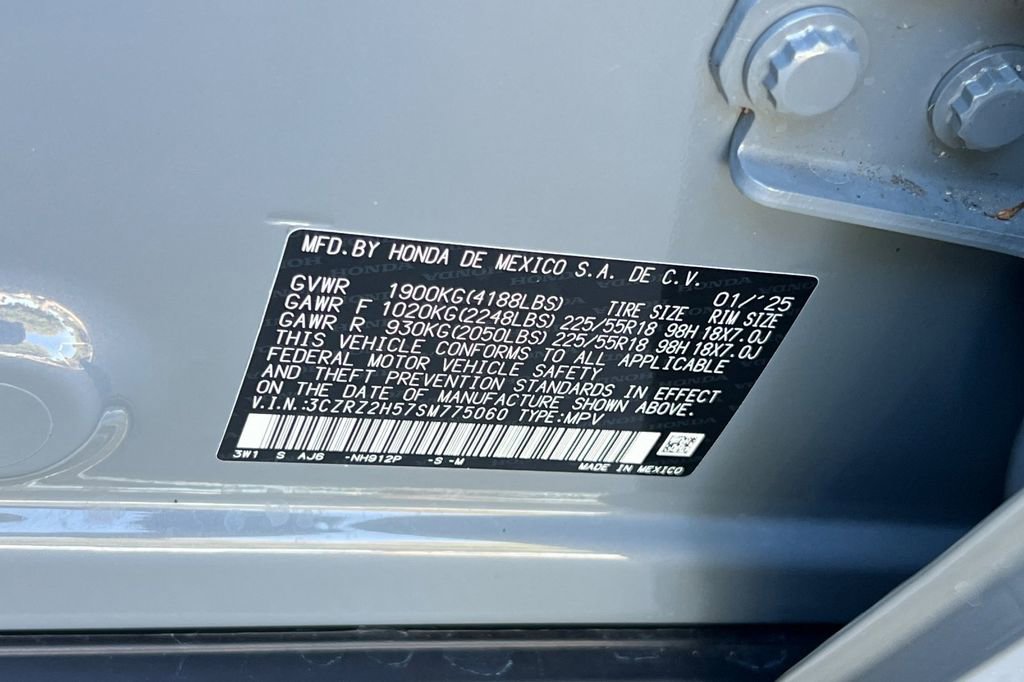 MFD. BY HONDA DE MEXICO S.A. DE C.V.
01/'25
GVWR 1900KG(4188LBS) TIRE SIZE RIM SIZE
GAWR F 1020KG(2248LBS) 225/55R18 98H 18X7.0J
GAWR R 930KG(2050LBS) 225/55R18 98H 18X7.0J
THIS VEHICLE CONFORMS TO ALL APPLICABLE
FEDERAL MOTOR VEHICLE SAFETY
AND THEFT PREVENTION STANDARDS IN EFFECT
ON THE DATE OF MANUFACTURE SHOWN ABOVE.
V.I.N.:3CZRZ2H57SM775060 TYPE:MPV
3W1 S AJ6 -NH912P -S -M
MADE IN MEXICO